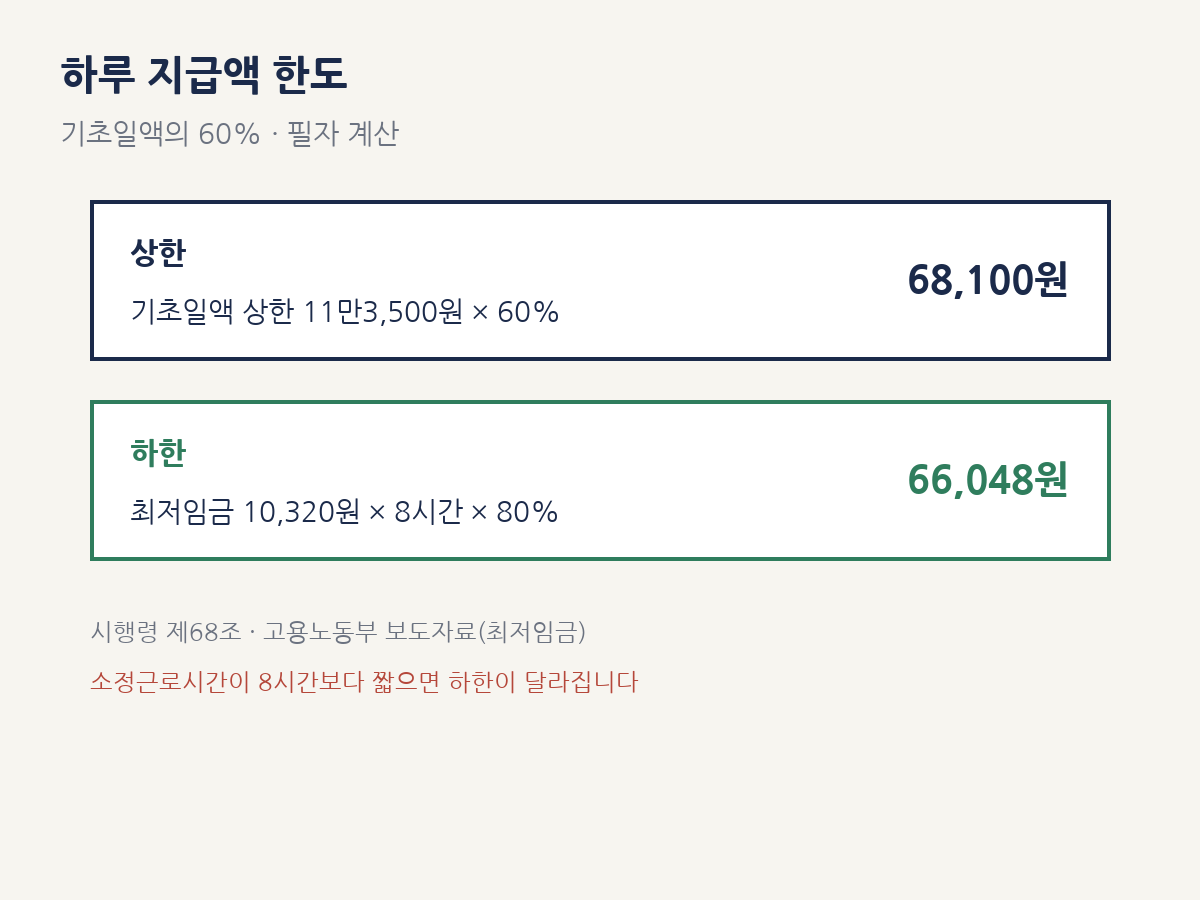 하루 지급액 한도
기초일액의 60% · 필자 계산
상한
기초일액 상한 11만3,500원 × 60%
68,100원
하한
최저임금 10,320원 × 8시간 × 80%
66,048원
시행령 제68조 · 고용노동부 보도자료(최저임금)
소정근로시간이 8시간보다 짧으면 하한이 달라집니다